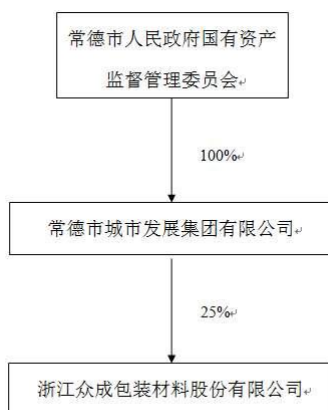 常德市人民政府国有资产
监督管理委员会
100%
常德市城市发展集团有限公司
25%
浙江众成包装材料股份有限公司